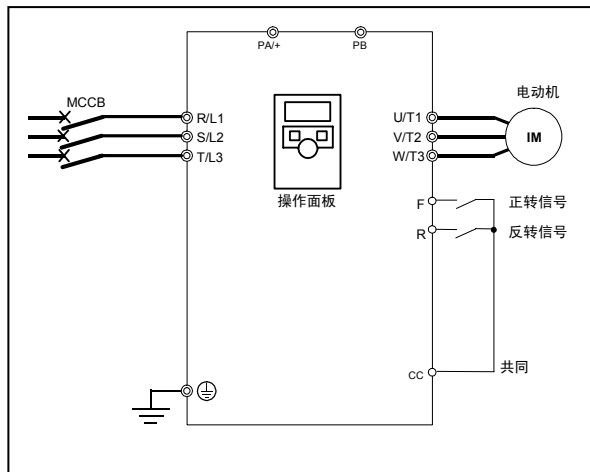 PA/+
PB
MCCB
电动机
R/L1
U/T1
S/L2
V/T2
IM
T/L3
W/T3
操作面板
F
正转信号
R
反转信号
CC
共同